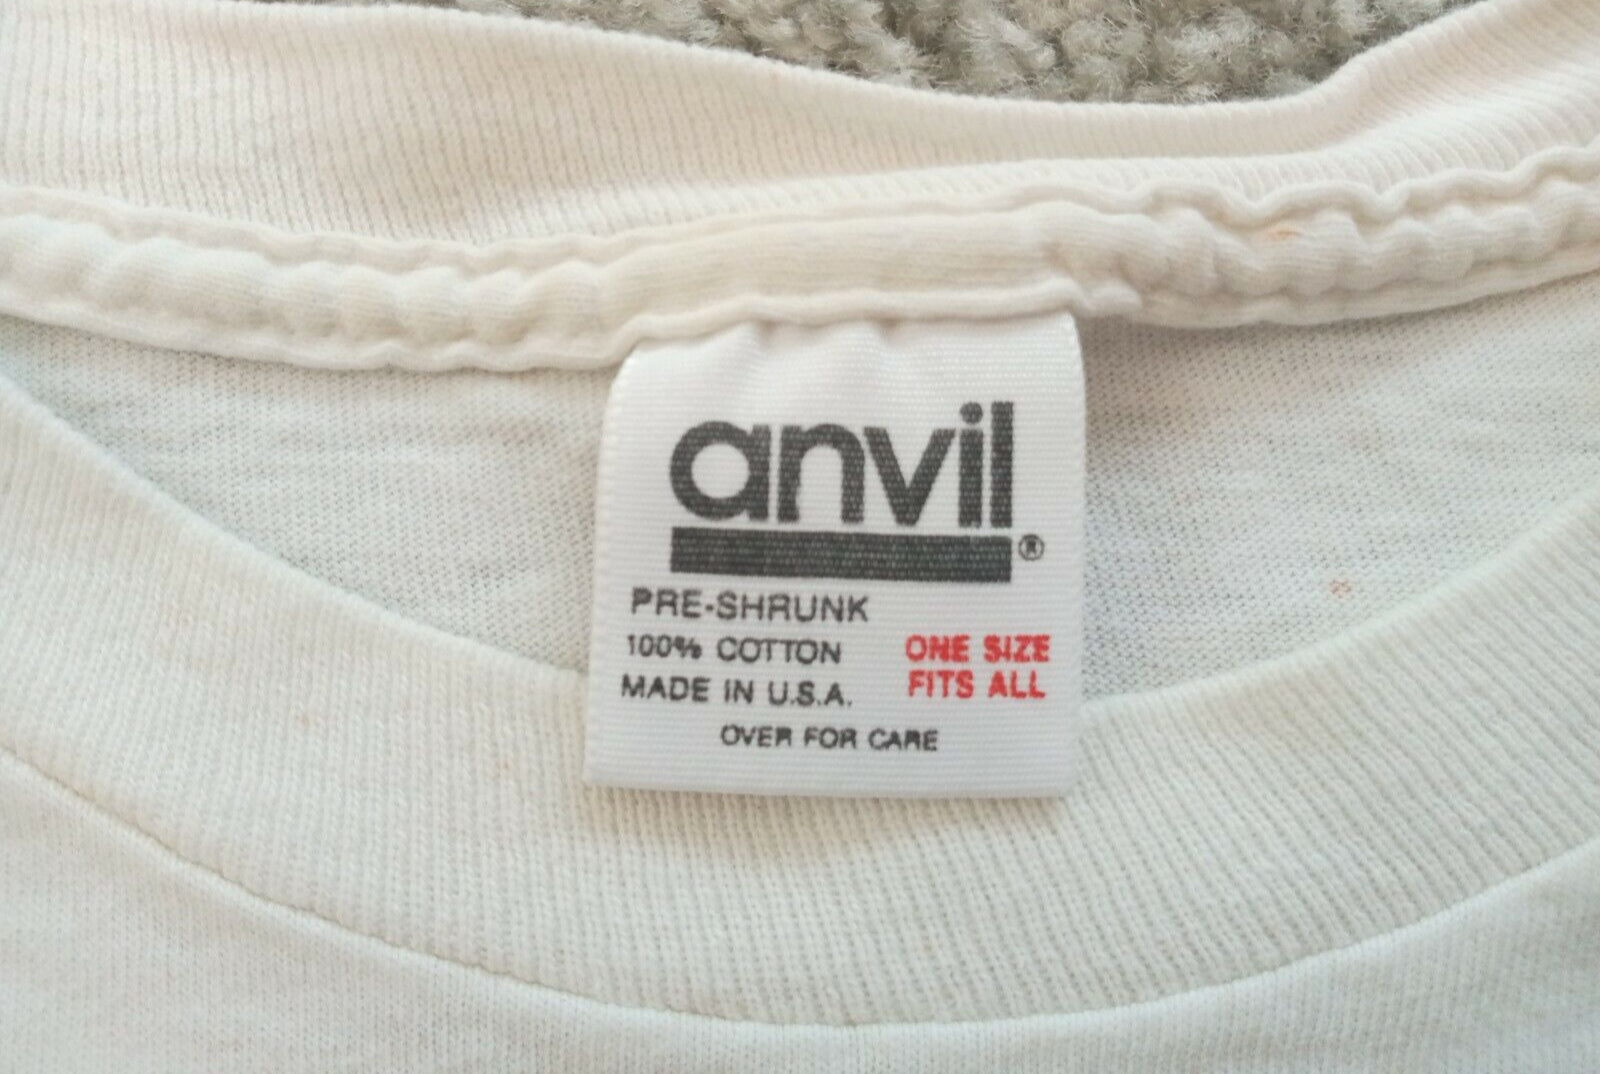 anvil®
PRE-SHRUNK
100% COTTON
MADE IN U.S.A.
ONE SIZE
FITS ALL
OVER FOR CARE